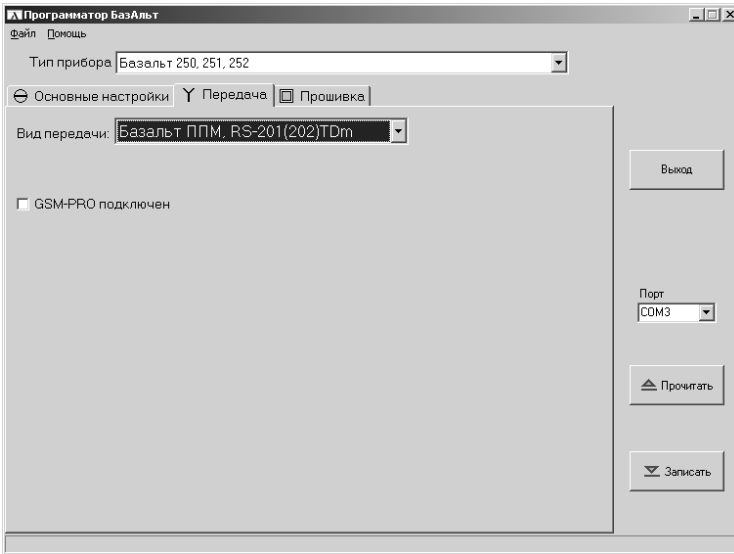 Программатор БазАльт
Файл Помощь
Тип прибора Базальт 250, 251, 252
Основные настройки Передача Прошивка
Вид передачи: Базальт ППМ, RS-201(202)TDm
Выход
GSM-PRO подключен
Порт
COM3
Прочитать
Записать